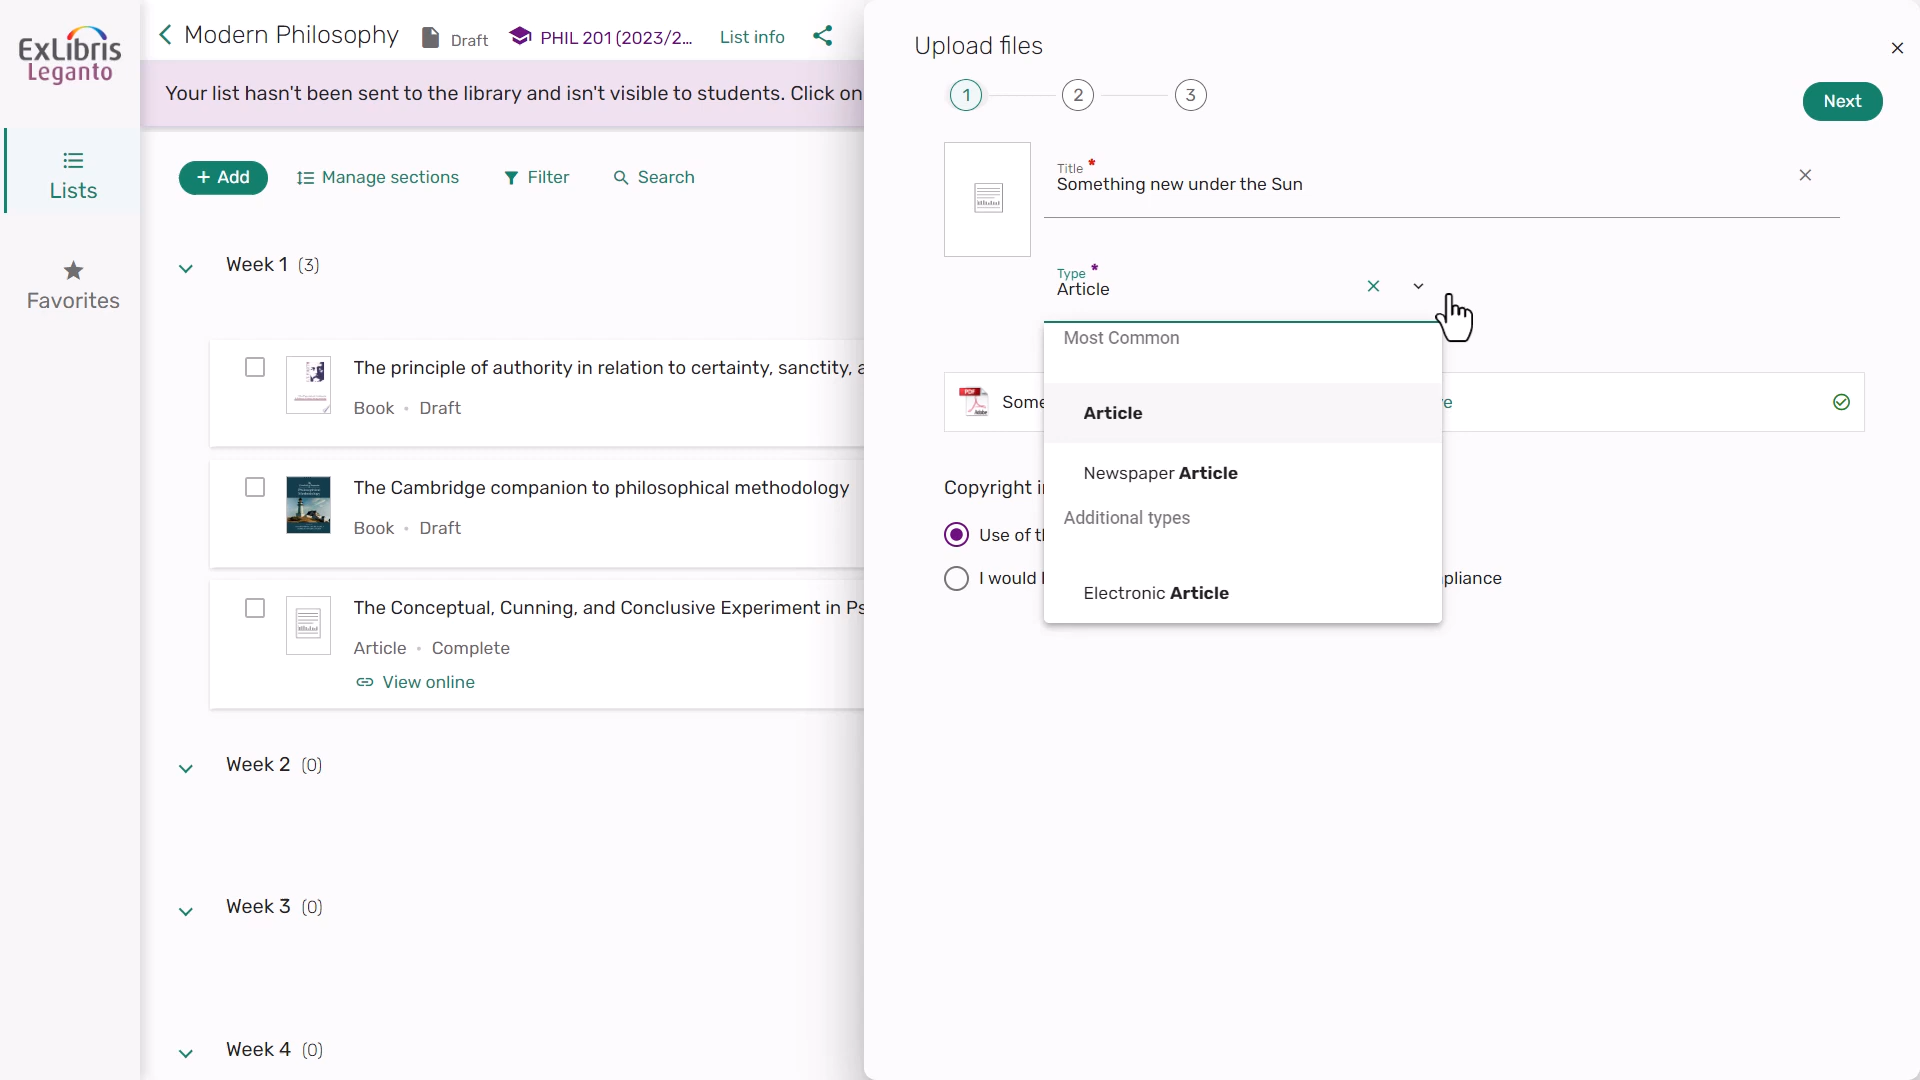 ExLibris
Leganto
Lists
Favorites
Modern Philosophy
Draft
PHIL 201 (2023/2...
List info
Your list hasn't been sent to the library and isn't visible to students. Click on
+ Add
Manage sections
Filter
Search
Week 1 (3)
The principle of authority in relation to certainty, sanctity,
Book • Draft
The Cambridge companion to philosophical methodology
Book • Draft
The Conceptual, Cunning, and Conclusive Experiment in Ps
Article • Complete
View online
Week 2 (0)
Week 3 (0)
Week 4 (0)
Upload files
1
2
3
Next
Title *
Something new under the Sun
Type *
Article
Most Common
Article
Newspaper Article
Additional types
Electronic Article
PDF
Adobe
Some
e
Copyright i
Use of t
I would
pliance